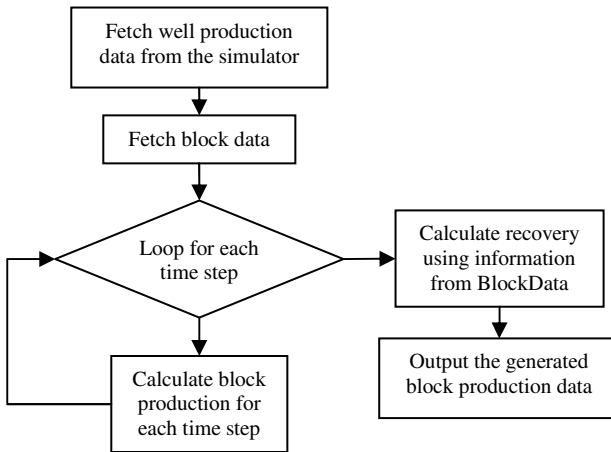 Fetch well production
data from the simulator
Fetch block data
Loop for each
time step
Calculate block
production for
each time step
Calculate recovery
using information
from BlockData
Output the generated
block production data